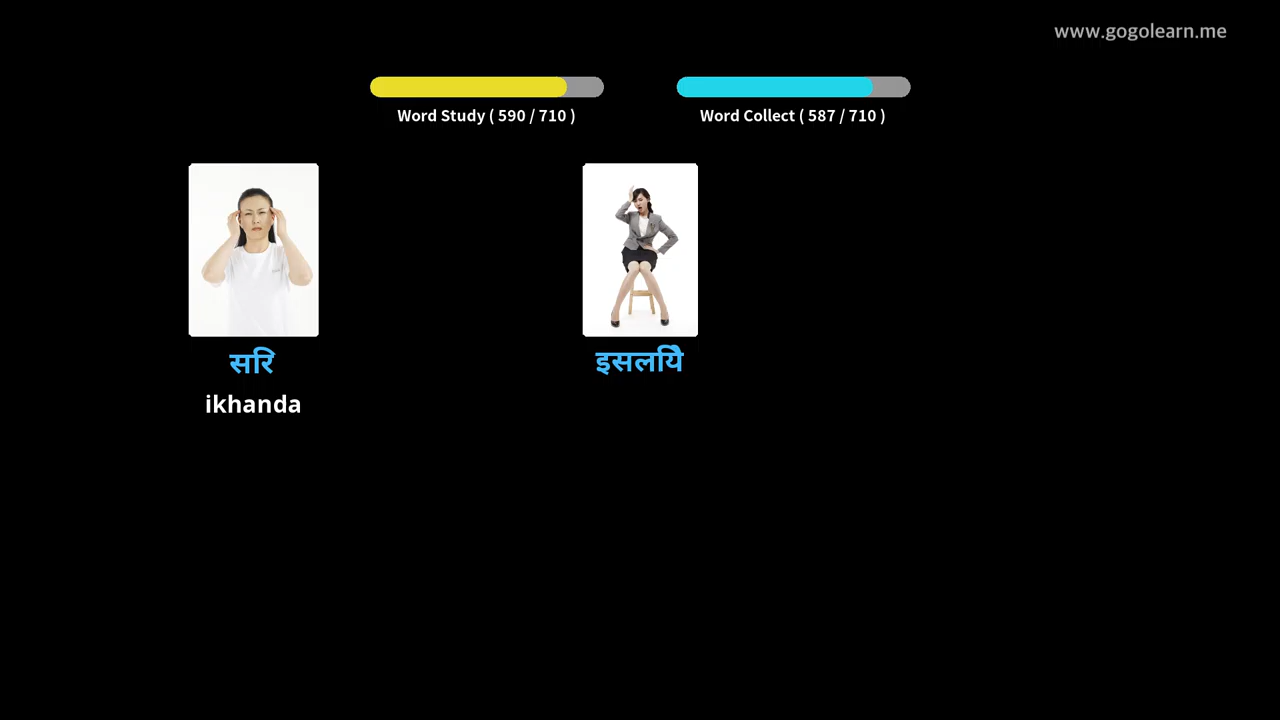 www.gogolearn.me
Word Study ( 590 / 710 )
Word Collect ( 587 / 710 )
सरि
इसलयिे
ikhanda